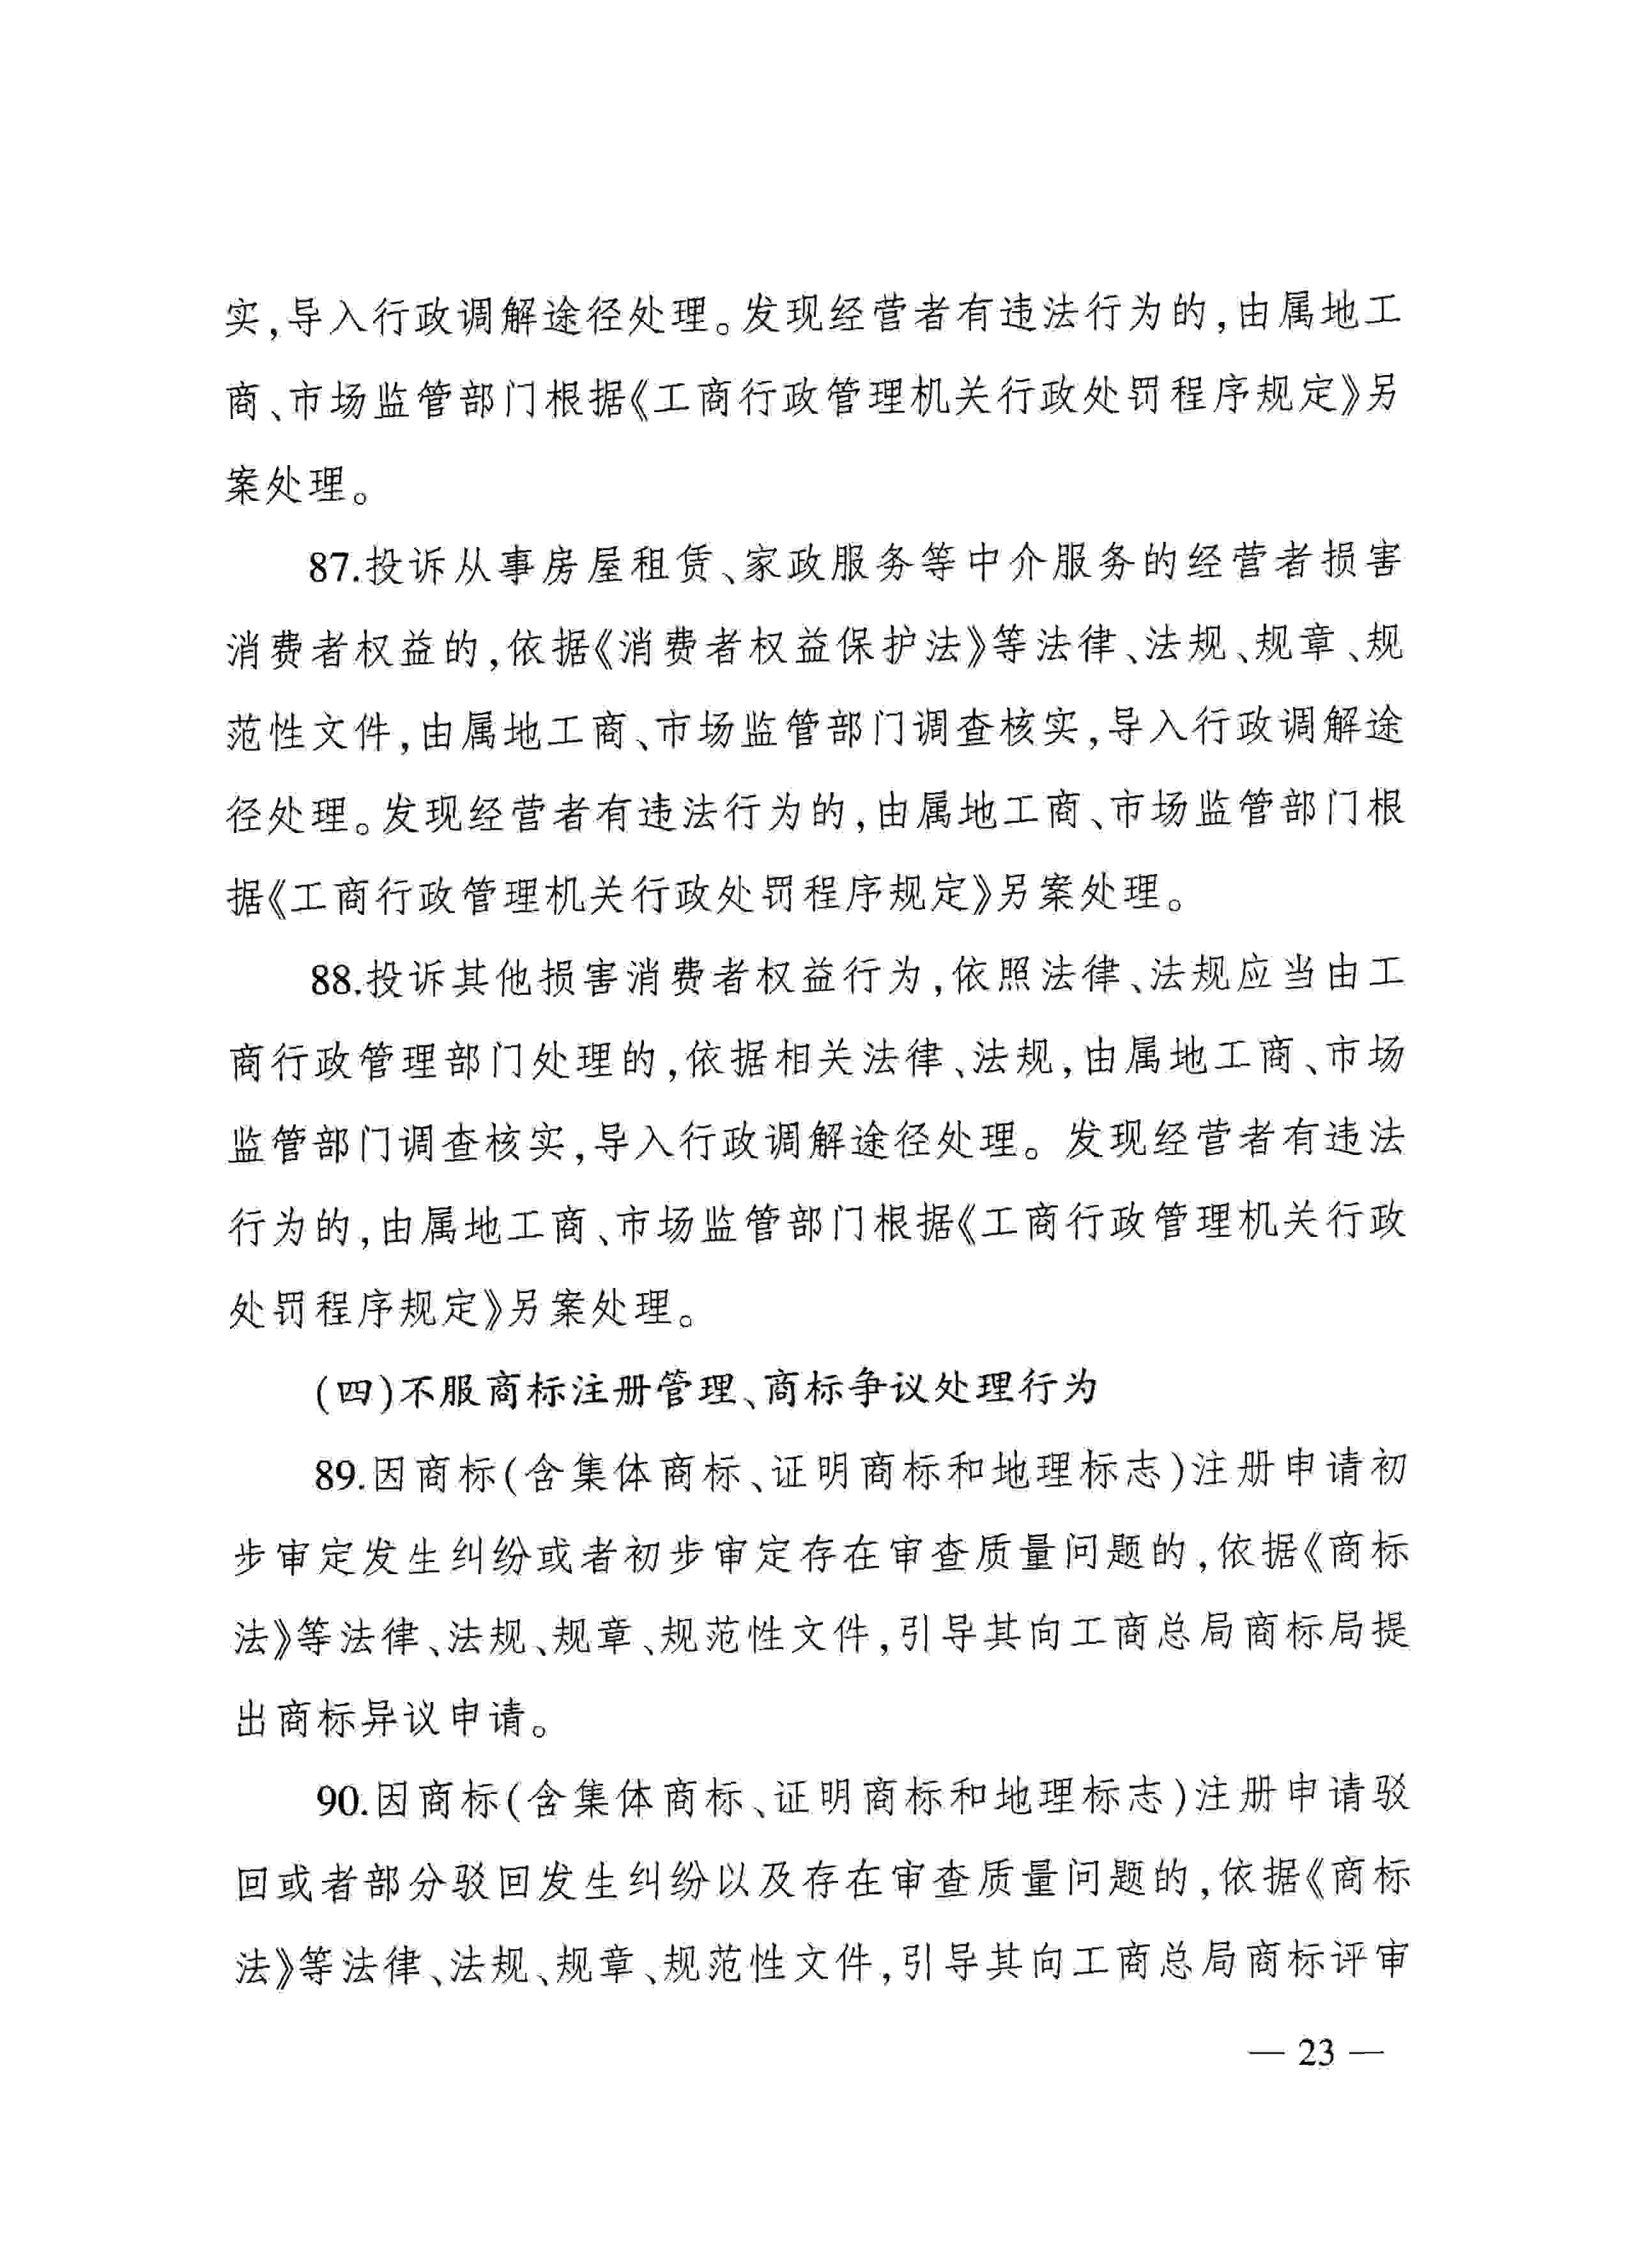 实,导入行政调解途径处理。发现经营者有违法行为的,由属地工
商、市场监管部门根据《工商行政管理机关行政处罚程序规定》另
案处理。
87.投诉从事房屋租赁、家政服务等中介服务的经营者损害
消费者权益的,依据《消费者权益保护法》等法律、法规、规章、规
范性文件,由属地工商、市场监管部门调查核实,导入行政调解途
径处理。发现经营者有违法行为的,由属地工商、市场监管部门根
据《工商行政管理机关行政处罚程序规定》另案处理。
88.投诉其他损害消费者权益行为,依照法律、法规应当由工
商行政管理部门处理的,依据相关法律、法规,由属地工商、市场
监管部门调查核实,导入行政调解途径处理。发现经营者有违法
行为的,由属地工商、市场监管部门根据《工商行政管理机关行政
处罚程序规定》另案处理。
(四)不服商标注册管理、商标争议处理行为
89.因商标(含集体商标、证明商标和地理标志)注册申请初
步审定发生纠纷或者初步审定存在审查质量问题的,依据《商标
法》等法律、法规、规章、规范性文件,引导其向工商总局商标局提
出商标异议申请。
90.因商标(含集体商标、证明商标和地理标志)注册申请驳
回或者部分驳回发生纠纷以及存在审查质量问题的,依据《商标
法》等法律、法规、规章、规范性文件,引导其向工商总局商标评审
— 23 —